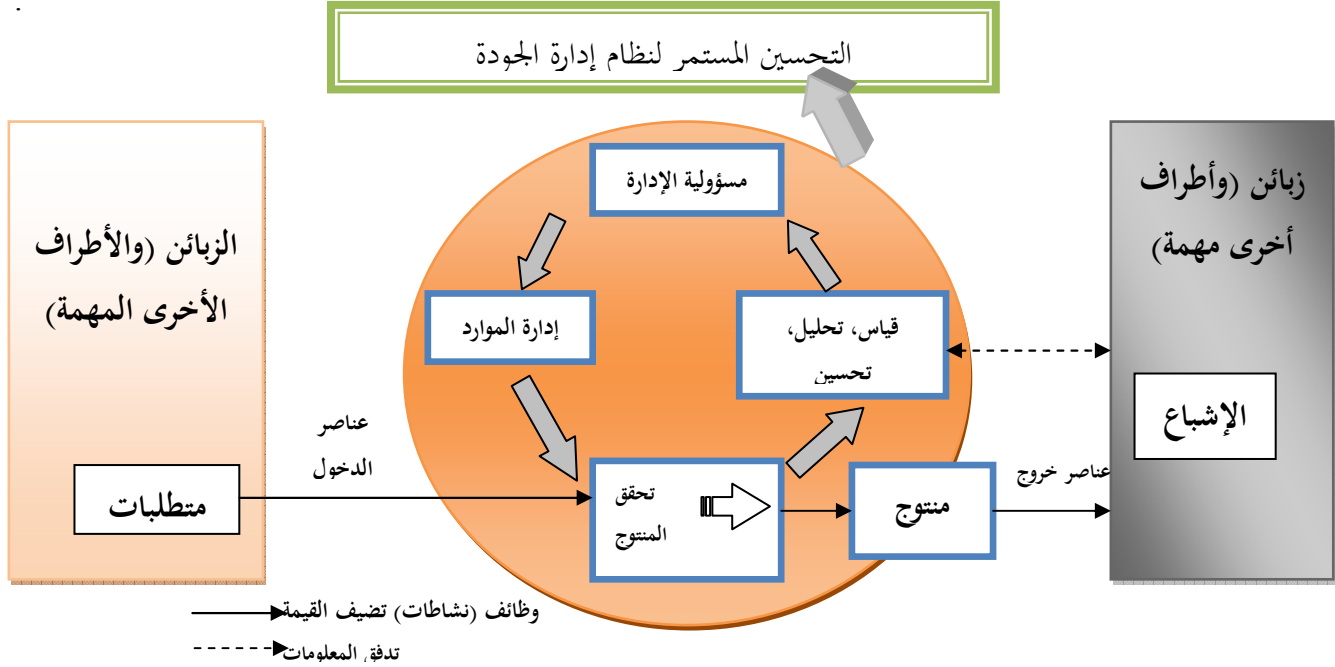 .
التحسين المستمر لنظام إدارة الجودة
الزبائن (والأطراف
الأخرى المهمة)
متطلبات
عناصر
الدخول
مسؤولية الإدارة
إدارة الموارد
قياس، تحليل،
تحسين
تحقق
المنتوج
منتوج
عناصر خروج
زبائن (وأطراف
أخرى مهمة)
الإشباع
وظائف (نشاطات) تضيف القيمة
تدفق المعلومات